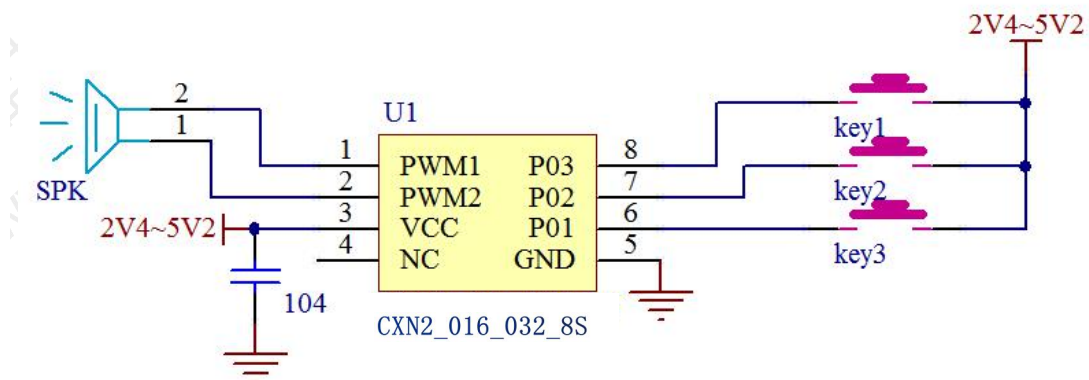 2V4~5V2
2
1
SPK
U1
1 PWM1 P03 8
2 PWM2 P02 7
3 VCC P01 6
4 NC GND 5
2V4~5V2
104
CXN2_016_032_8S
key1
key2
key3